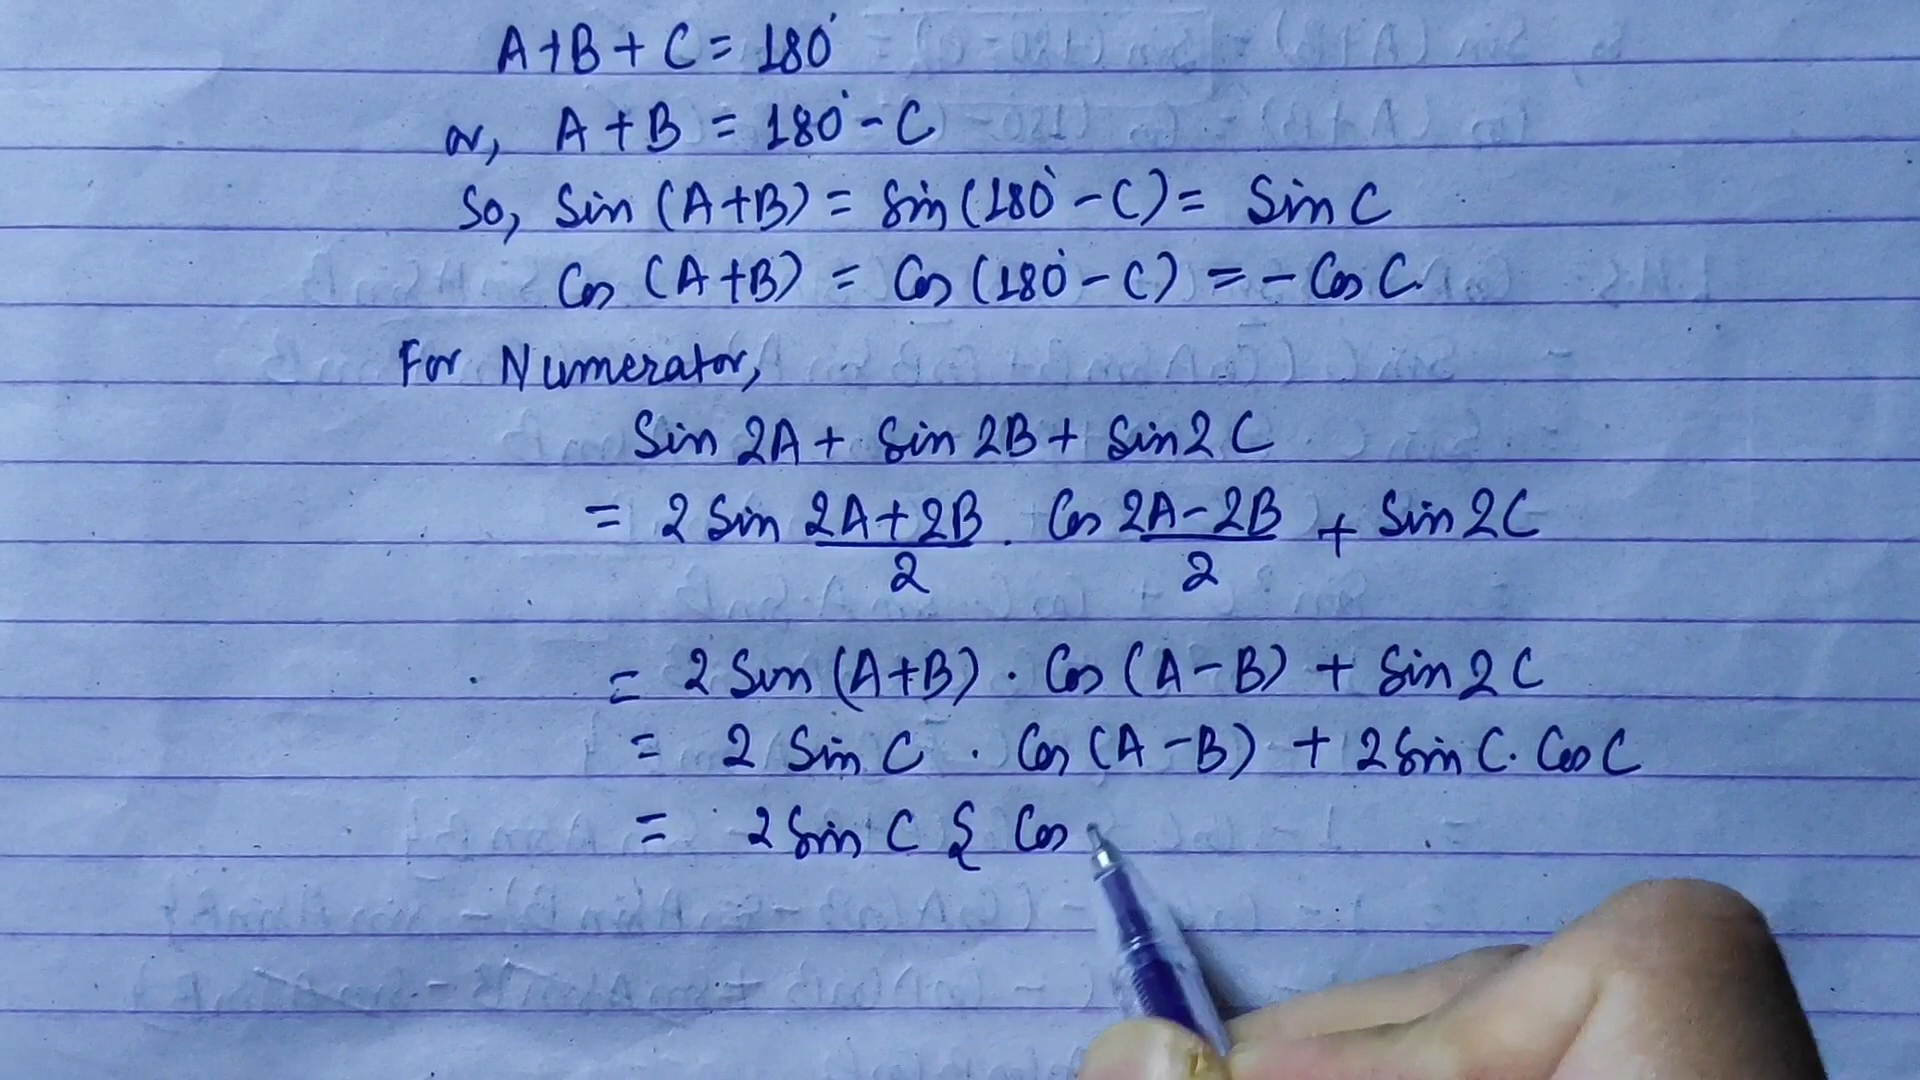 A+B+C=180°
or, A+B = 180°-C
So, Sin (A+B) = Sin(180°-C) = Sin C
Cos (A+B) = Cos (180°-C) = - Cos C
For Numerator,
Sin 2A + Sin 2B + Sin 2C
= 2 Sin (2A+2B)/2 . Cos (2A-2B)/2 + Sin 2C
= 2 Sin (A+B) . Cos (A-B) + Sin 2C
= 2 Sin C . Cos (A-B) + 2 Sin C. Cos C
= 2 Sin C { Cos